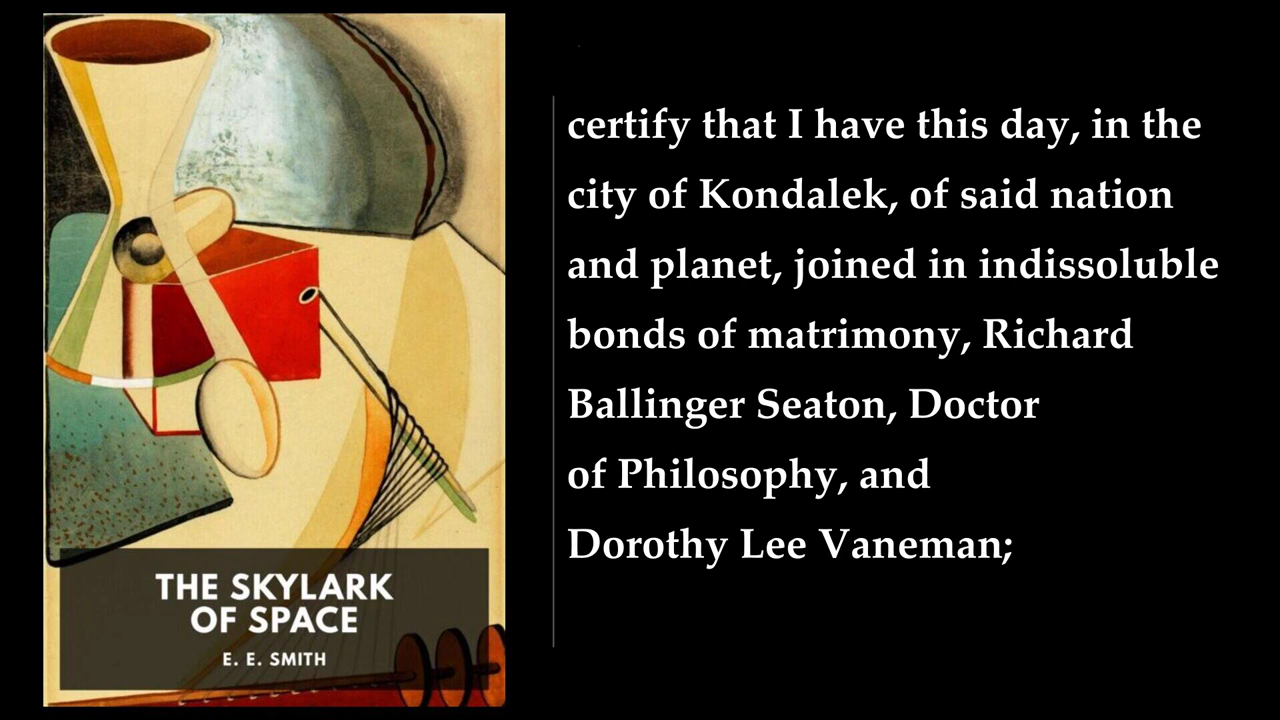 THE SKYLARK
OF SPACE
E. E. SMITH
certify that I have this day, in the
city of Kondalek, of said nation
and planet, joined in indissoluble
bonds of matrimony, Richard
Ballinger Seaton, Doctor
of Philosophy, and
Dorothy Lee Vaneman;